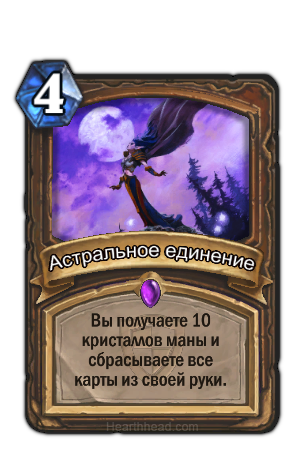 4
Астральное единение
Вы получаете 10
кристаллов маны и
сбрасываете все
карты из своей руки.
Hearthhead.com